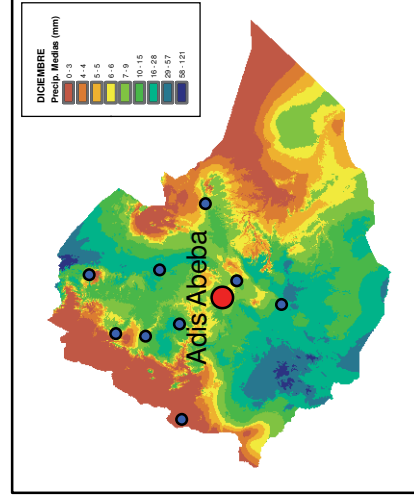 DICIEMBRE
Precip. Medias (mm)
0 - 3
4 - 4
5 - 5
6 - 6
7 - 9
10 - 15
16 - 28
29 - 57
58 - 121
Adis Abeba